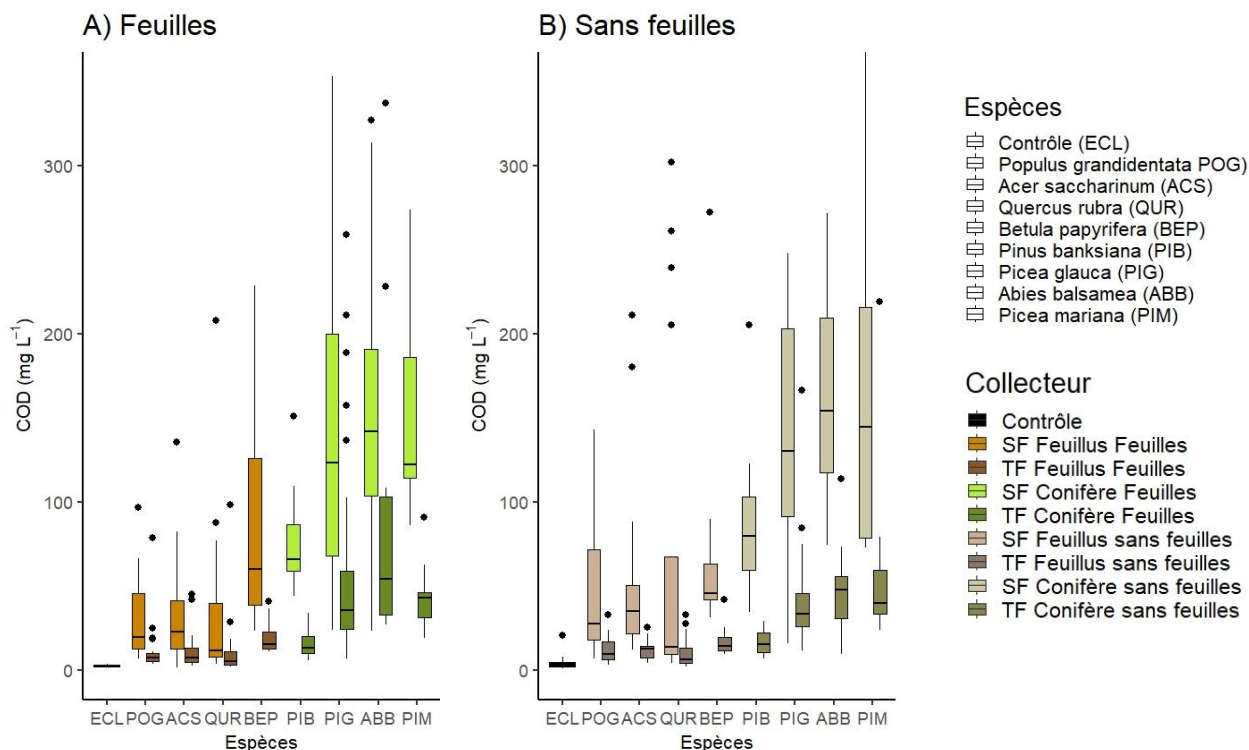 A) Feuilles
B) Sans feuilles
COD (mg L⁻¹)
300
200
100
0
ECL POG ACS QUR BEP PIB PIG ABB PIM
Espèces
COD (mg L⁻¹)
300
200
100
0
ECL POG ACS QUR BEP PIB PIG ABB PIM
Espèces
Espèces
Contrôle (ECL)
Populus grandidentata POG)
Acer saccharinum (ACS)
Quercus rubra (QUR)
Betula papyrifera (BEP)
Pinus banksiana (PIB)
Picea glauca (PIG)
Abies balsamea (ABB)
Picea mariana (PIM)
Collecteur
Contrôle
SF Feuillus Feuilles
TF Feuillus Feuilles
SF Conifère Feuilles
TF Conifère Feuilles
SF Feuillus sans feuilles
TF Feuillus sans feuilles
SF Conifère sans feuilles
TF Conifère sans feuilles